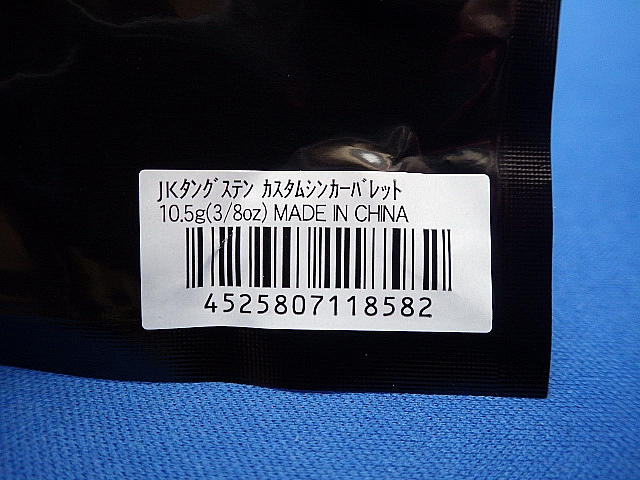 JKﾀﾝｸﾞｽﾃﾝ ｶｽﾀﾑｼﾝｶｰﾊﾞﾚｯﾄ
10.5g(3/8oz) MADE IN CHINA
4525807118582